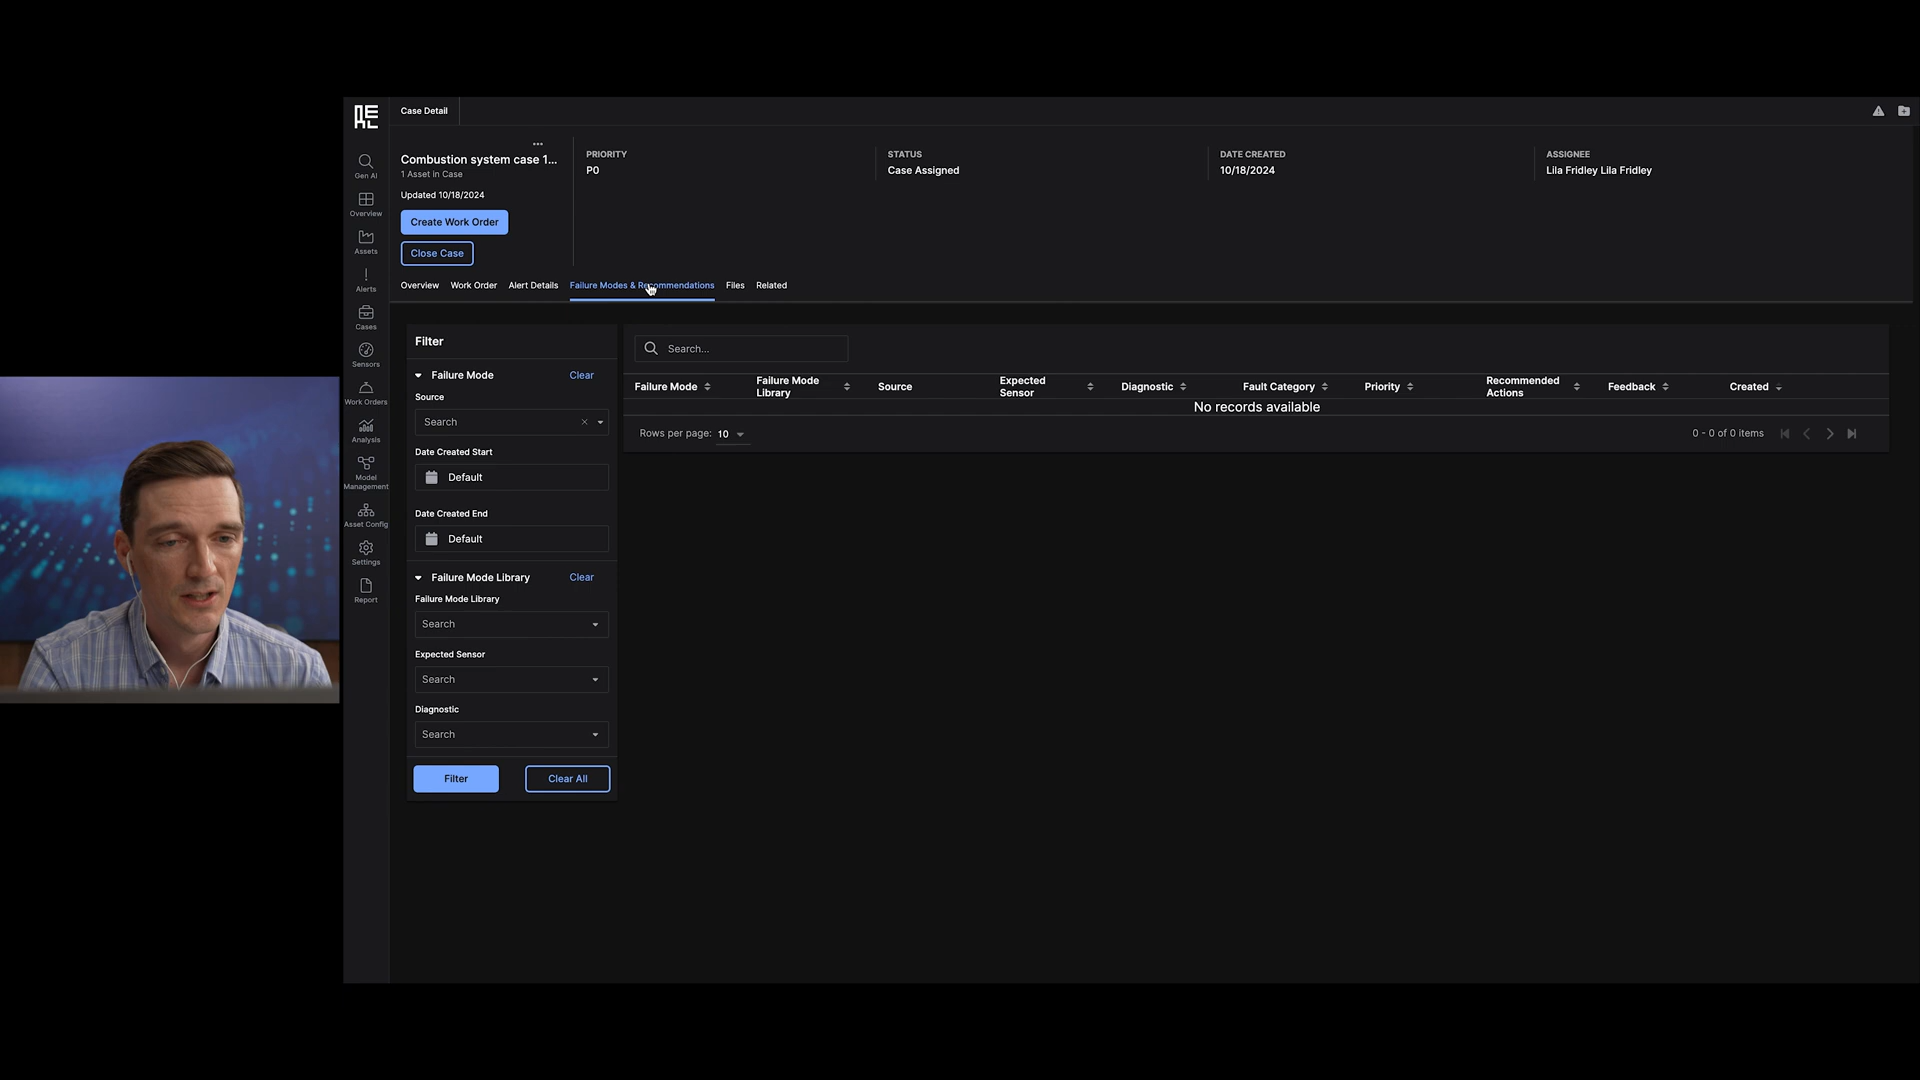 Case Detail
Combustion system case 1...
1 Asset in Case
Updated 10/18/2024
Create Work Order
Close Case
PRIORITY
P0
STATUS
Case Assigned
DATE CREATED
10/18/2024
ASSIGNEE
Lila Fridley Lila Fridley
Gen AI
Overview
Assets
Alerts
Cases
Sensors
Work Orders
Analysis
Model
Management
Asset Config
Settings
Report
Overview Work Order Alert Details Failure Modes & Recommendations Files Related
Filter
Failure Mode Clear
Source
Search
Date Created Start
Default
Date Created End
Default
Failure Mode Library Clear
Failure Mode Library
Search
Expected Sensor
Search
Diagnostic
Search
Filter Clear All
Search...
Failure Mode
Failure Mode
Library
Source
Expected
Sensor
Diagnostic
Fault Category
Priority
Recommended
Actions
Feedback
Created
No records available
Rows per page: 10
0 - 0 of 0 items